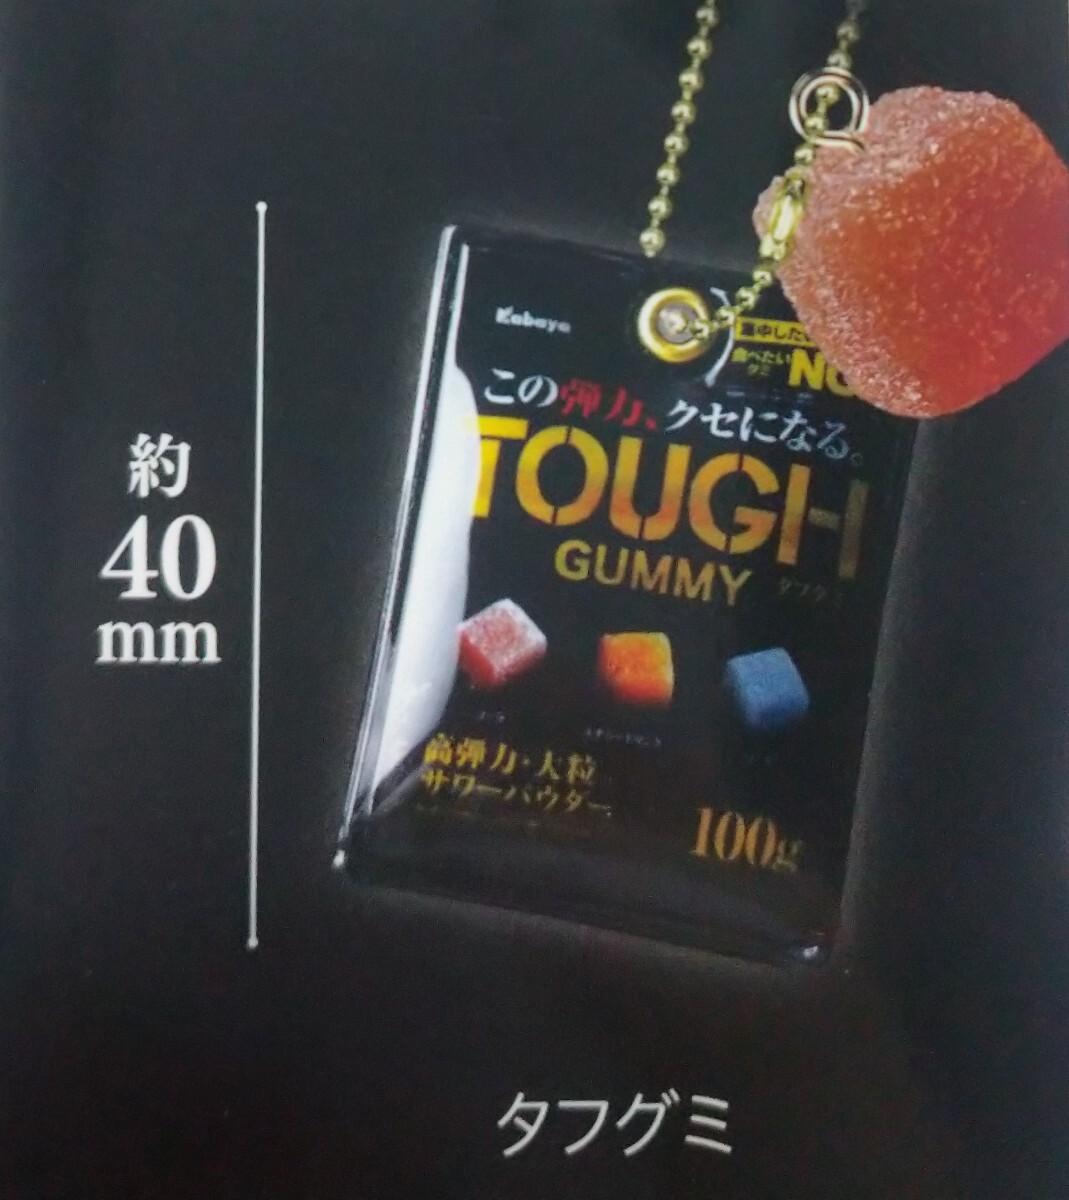 約
40
mm
Kabaya
集中した
食べたい
グミ
この弾力、クセになる。
TOUGH
GUMMY
タフグミ
高弾力・大粒
サワーパウダー
100g
タフグミ